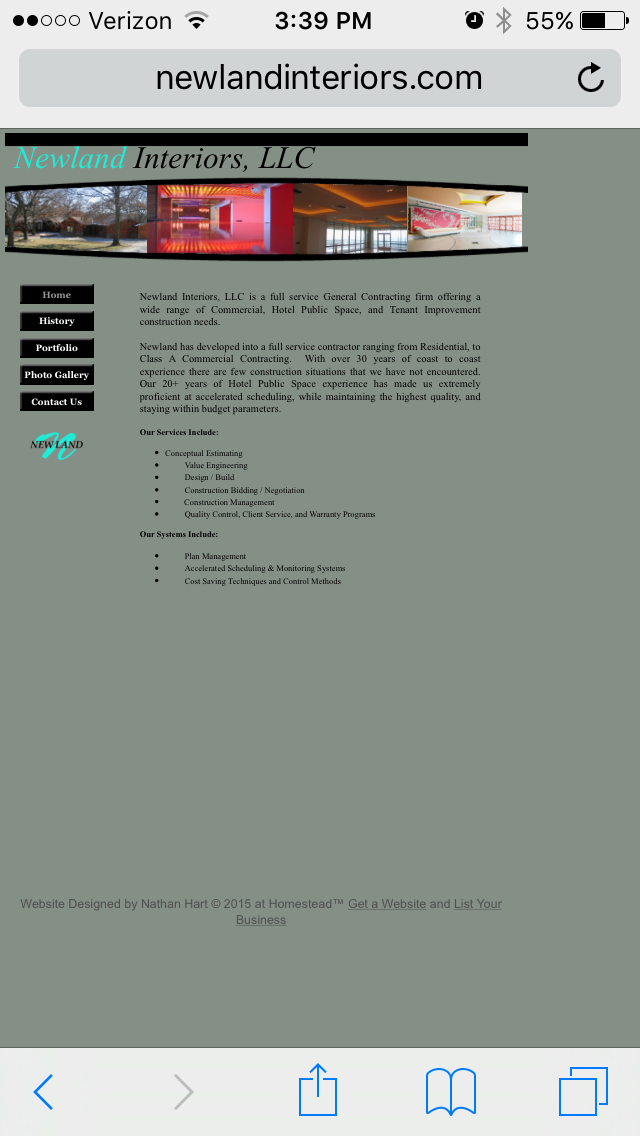 Verizon 3:39 PM 55%
newlandinteriors.com
Newland Interiors, LLC
Home
History
Portfolio
Photo Gallery
Contact Us
NEWLAND
Newland Interiors, LLC is a full service General Contracting firm offering a
wide range of Commercial, Hotel Public Space, and Tenant Improvement
construction needs.
Newland has developed into a full service contractor ranging from Residential, to
Class A Commercial Contracting. With over 30 years of coast to coast
experience there are few construction situations that we have not encountered.
Our 20+ years of Hotel Public Space experience has made us extremely
proficient at accelerated scheduling, while maintaining the highest quality, and
staying within budget parameters.
Our Services Include:
• Conceptual Estimating
• Value Engineering
• Design / Build
• Construction Bidding / Negotiation
• Construction Management
• Quality Control, Client Service, and Warranty Programs
Our Systems Include:
• Plan Management
• Accelerated Scheduling & Monitoring Systems
• Cost Saving Techniques and Control Methods
Website Designed by Nathan Hart © 2015 at Homestead™ Get a Website and List Your
Business